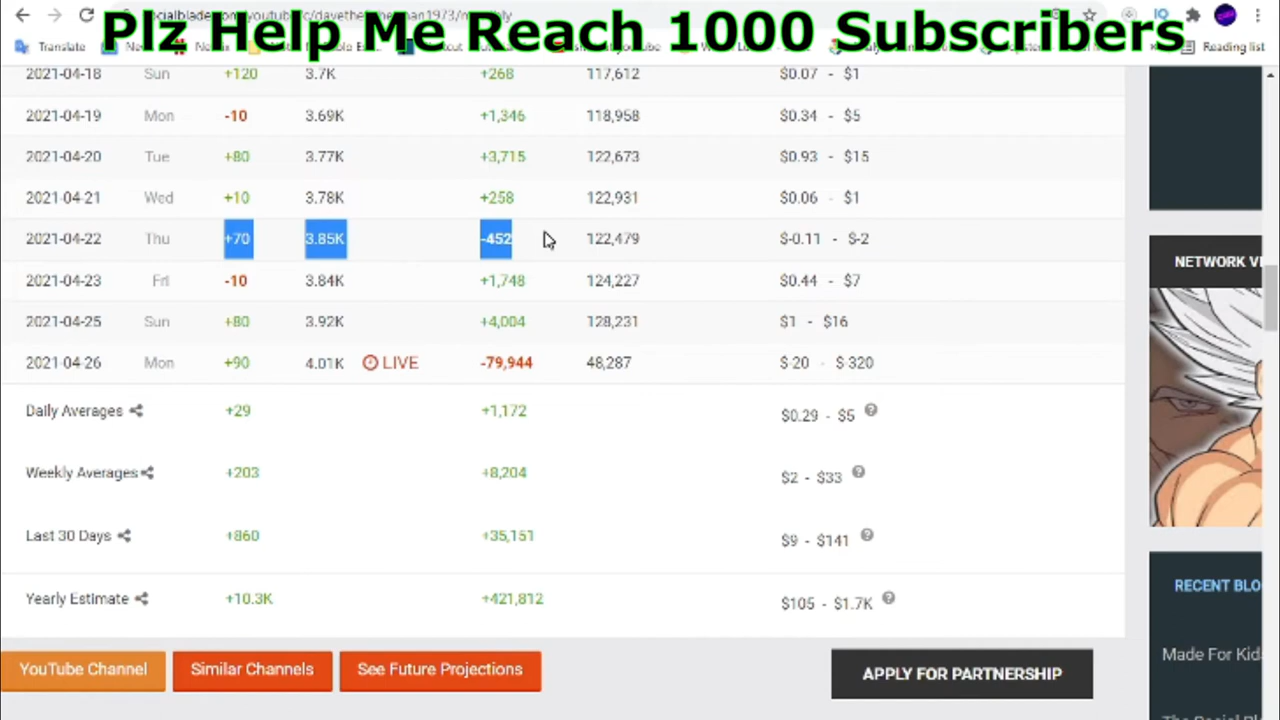 Plz Help Me Reach 1000 Subscribers
Translate
Reading list
2021-04-18 Sun +120 3.7K +268 117,612 $0.07 - $1
2021-04-19 Mon -10 3.69K +1,346 118,958 $0.34 - $5
2021-04-20 Tue +80 3.77K +3,715 122,673 $0.93 - $15
2021-04-21 Wed +10 3.78K +258 122,931 $0.06 - $1
2021-04-22 Thu +70 3.85K -452 122,479 $-0.11 - $-2
NETWORK
2021-04-23 Fri -10 3.84K +1,748 124,227 $0.44 - $7
2021-04-25 Sun +80 3.92K +4,004 128,231 $1 - $16
2021-04-26 Mon +90 4.01K LIVE -79,944 48,287 $-20 - $-320
Daily Averages +29 +1,172 $0.29 - $5
Weekly Averages +203 +8,204 $2 - $33
Last 30 Days +860 +35,151 $9 - $141
Yearly Estimate +10.3K +421,812 $105 - $1.7K
RECENT BLO
Made For Kid
YouTube Channel
Similar Channels
See Future Projections
APPLY FOR PARTNERSHIP